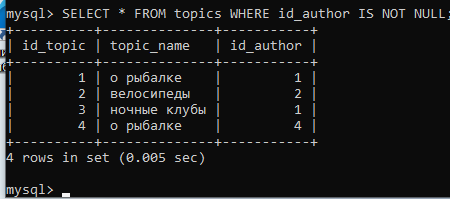 mysql> SELECT * FROM topics WHERE id_author IS NOT NULL;
+----------+--------------+-----------+
| id_topic | topic_name | id_author |
+----------+--------------+-----------+
| 1 | о рыбалке | 1 |
| 2 | велосипеды | 2 |
| 3 | ночные клубы | 1 |
| 4 | о рыбалке | 4 |
+----------+--------------+-----------+
4 rows in set (0.005 sec)
mysql>